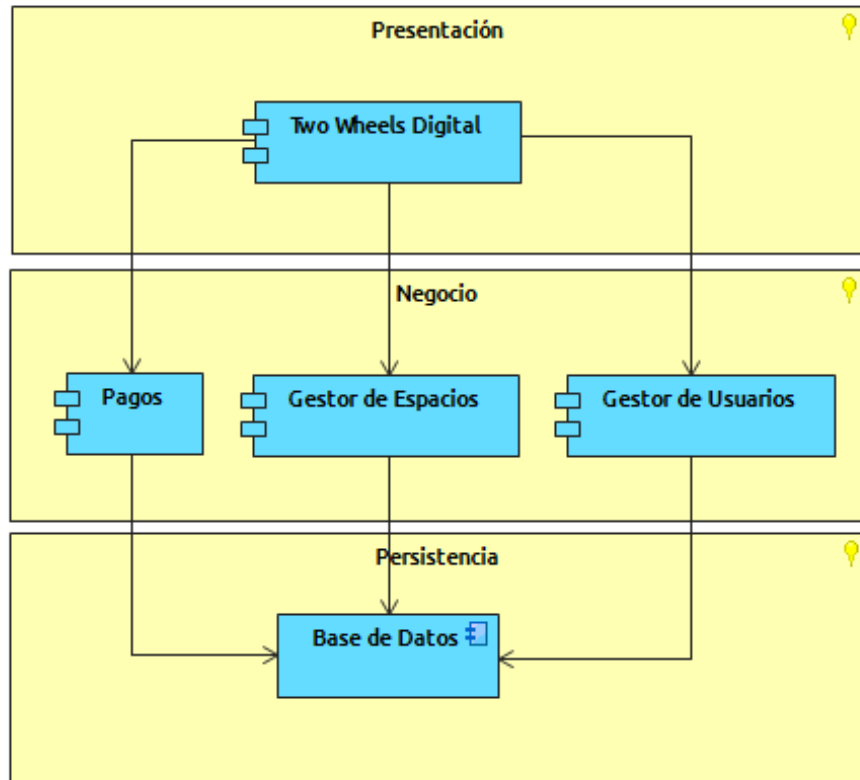 Presentación
Two Wheels Digital
Negocio
Pagos
Gestor de Espacios
Gestor de Usuarios
Persistencia
Base de Datos